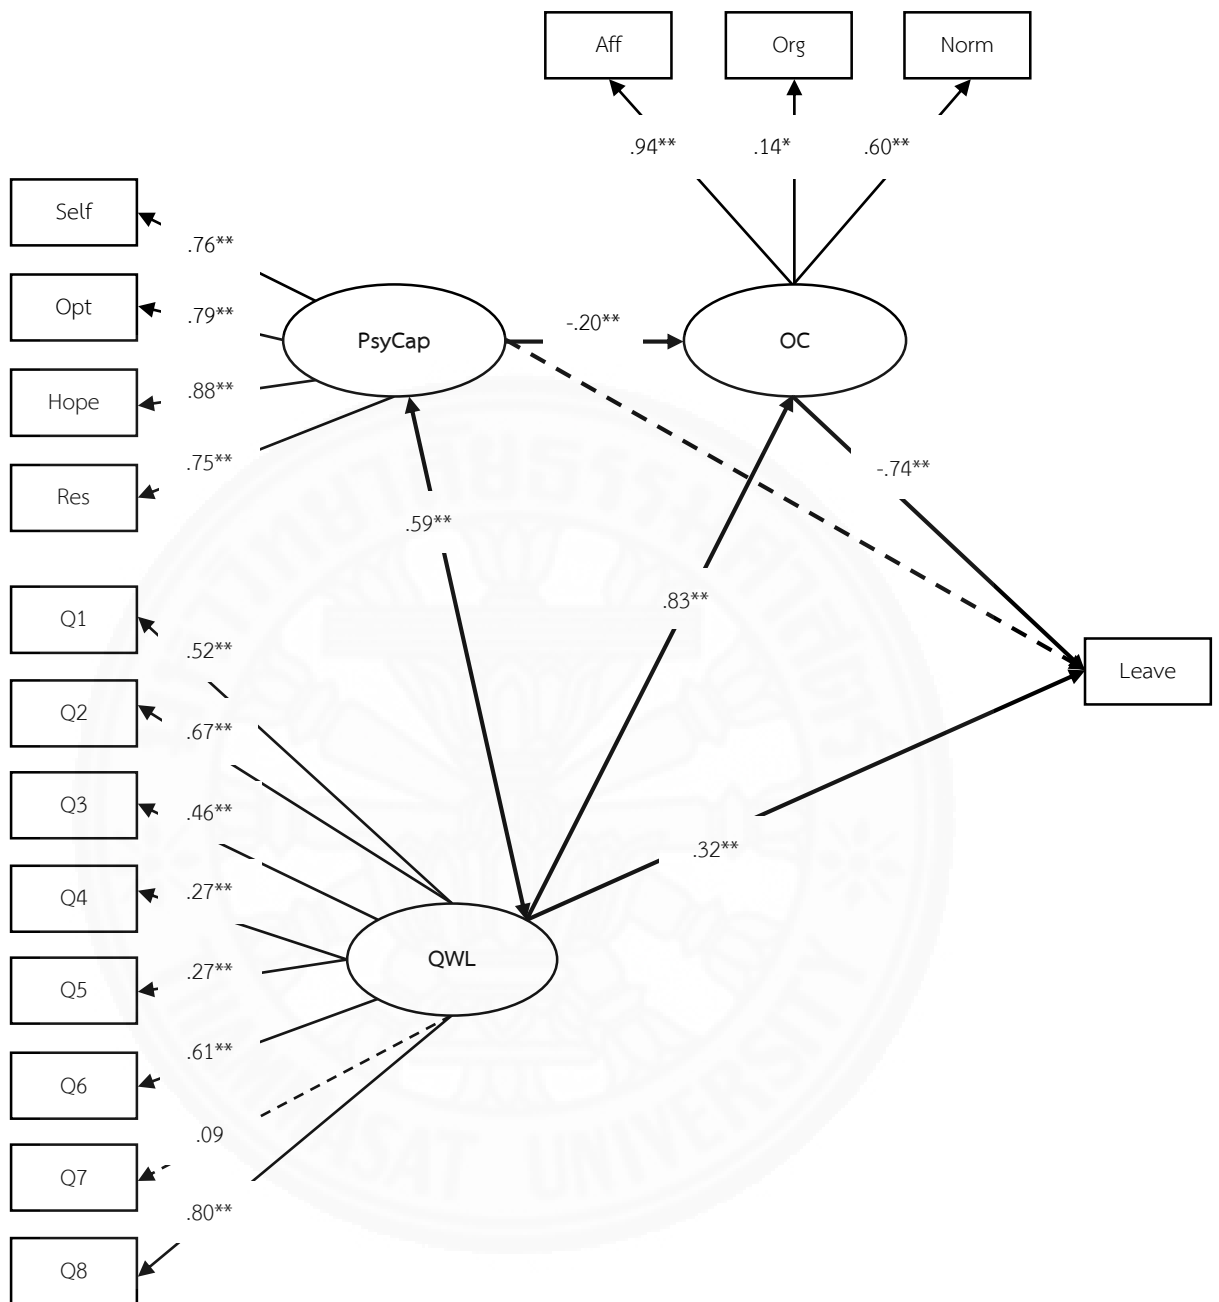 Aff
Org
Norm
.94**
.14*
.60**
Self
.76**
Opt
.79**
PsyCap
-.20**
OC
Hope
.88**
Res
.75**
-.74**
.59**
Q1
.52**
.83**
Leave
Q2
.67**
Q3
.46**
.32**
Q4
.27**
QWL
Q5
.27**
Q6
.61**
Q7
.09
Q8
.80**
UNIVERSITY